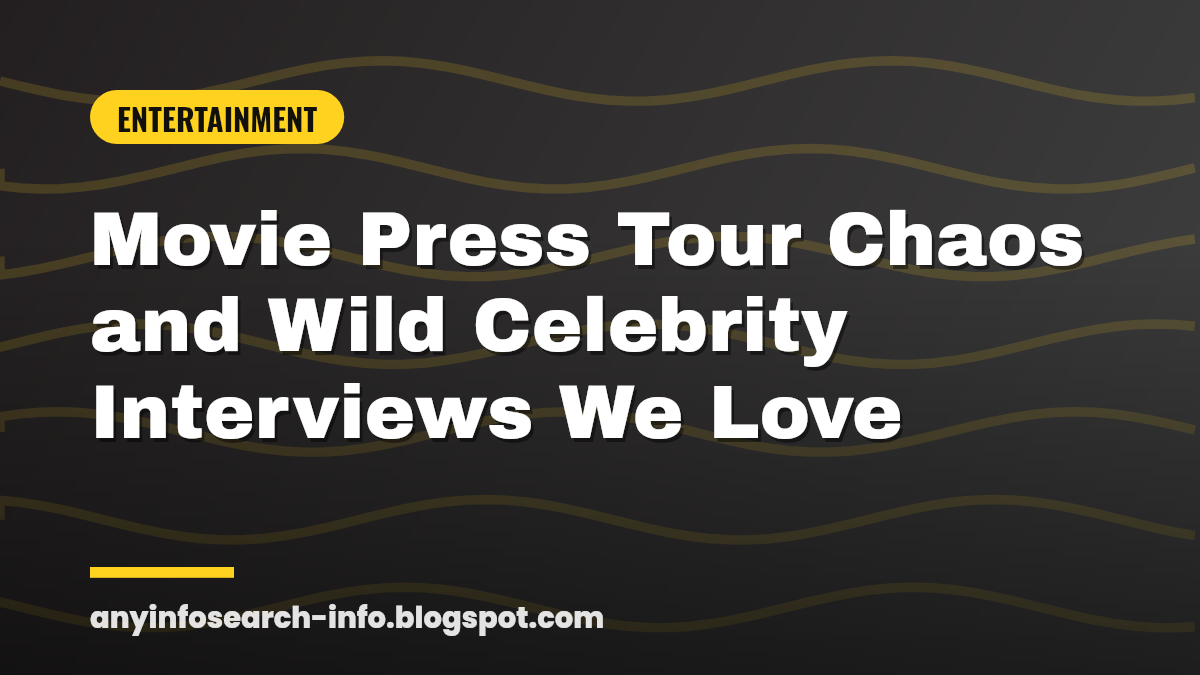 ENTERTAINMENT
Movie Press Tour Chaos
and Wild Celebrity
Interviews We Love
anyinfosearch-info.blogspot.com